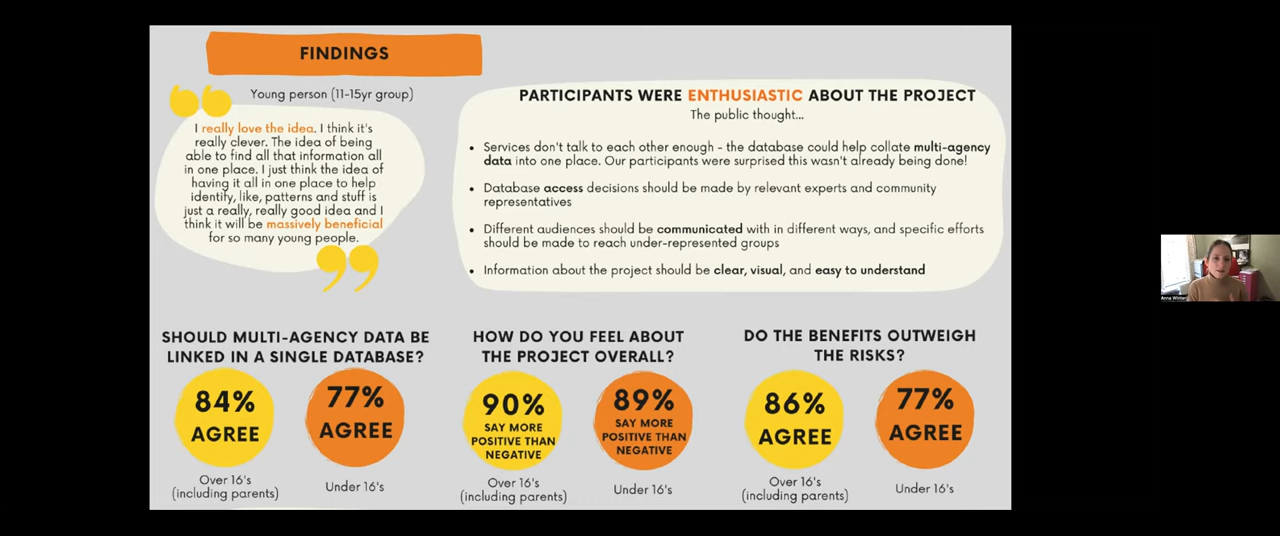 FINDINGS
Young person (11-15yr group)
I really love the idea. I think it's
really clever. The idea of being
able to find all that information all
in one place. I just think the idea of
having it all in one place to help
identify, like, patterns and stuff is
just a really, really good idea and I
think it will be massively beneficial
for so many young people.
PARTICIPANTS WERE ENTHUSIASTIC ABOUT THE PROJECT
The public thought...
• Services don't talk to each other enough - the database could help collate multi-agency
data into one place. Our participants were surprised this wasn't already being done!
• Database access decisions should be made by relevant experts and community
representatives
• Different audiences should be communicated with in different ways, and specific efforts
should be made to reach under-represented groups
• Information about the project should be clear, visual, and easy to understand
SHOULD MULTI-AGENCY DATA BE
LINKED IN A SINGLE DATABASE?
84%
AGREE
Over 16's
(including parents)
77%
AGREE
Under 16's
HOW DO YOU FEEL ABOUT
THE PROJECT OVERALL?
90%
SAY MORE
POSITIVE THAN
NEGATIVE
Over 16's
(including parents)
89%
SAY MORE
POSITIVE THAN
NEGATIVE
Under 16's
DO THE BENEFITS OUTWEIGH
THE RISKS?
86%
AGREE
Over 16's
(including parents)
77%
AGREE
Under 16's
Anna Winter